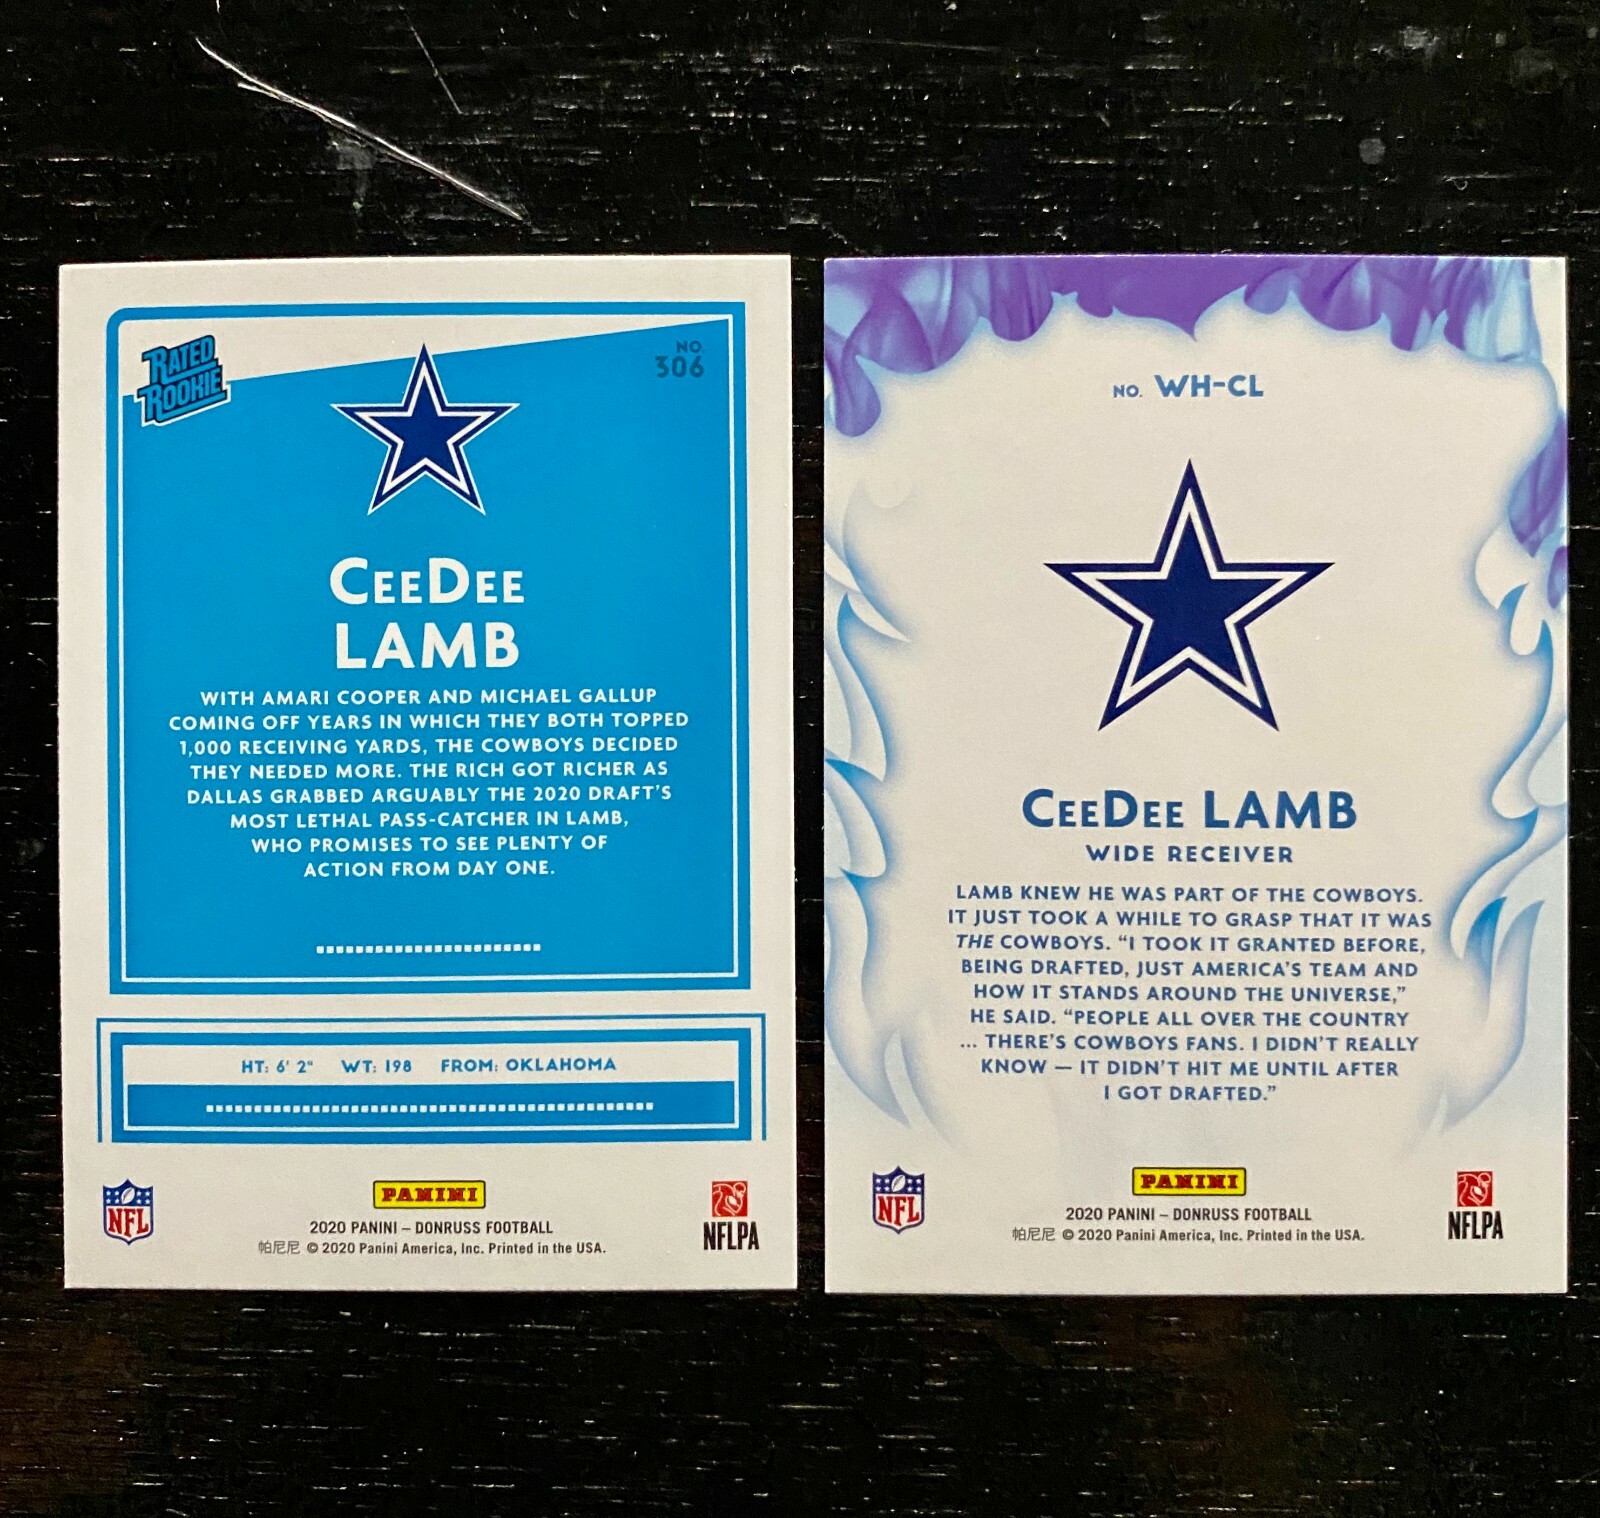 RATED
ROOKIE
NO.
306
CEEDEE
LAMB
WITH AMARI COOPER AND MICHAEL GALLUP
COMING OFF YEARS IN WHICH THEY BOTH TOPPED
1,000 RECEIVING YARDS, THE COWBOYS DECIDED
THEY NEEDED MORE. THE RICH GOT RICHER AS
DALLAS GRABBED ARGUABLY THE 2020 DRAFT'S
MOST LETHAL PASS-CATCHER IN LAMB,
WHO PROMISES TO SEE PLENTY OF
ACTION FROM DAY ONE.
HT: 6' 2" WT: 198 FROM: OKLAHOMA
NFL
PANINI
NFLPA
2020 PANINI – DONRUSS FOOTBALL
帕尼尼 © 2020 Panini America, Inc. Printed in the USA.
NO. WH-CL
CEEDEE LAMB
WIDE RECEIVER
LAMB KNEW HE WAS PART OF THE COWBOYS.
IT JUST TOOK A WHILE TO GRASP THAT IT WAS
THE COWBOYS. “I TOOK IT GRANTED BEFORE,
BEING DRAFTED, JUST AMERICA’S TEAM AND
HOW IT STANDS AROUND THE UNIVERSE,”
HE SAID. “PEOPLE ALL OVER THE COUNTRY
... THERE’S COWBOYS FANS. I DIDN’T REALLY
KNOW — IT DIDN’T HIT ME UNTIL AFTER
I GOT DRAFTED.”
NFL
PANINI
NFLPA
2020 PANINI – DONRUSS FOOTBALL
帕尼尼 © 2020 Panini America, Inc. Printed in the USA.